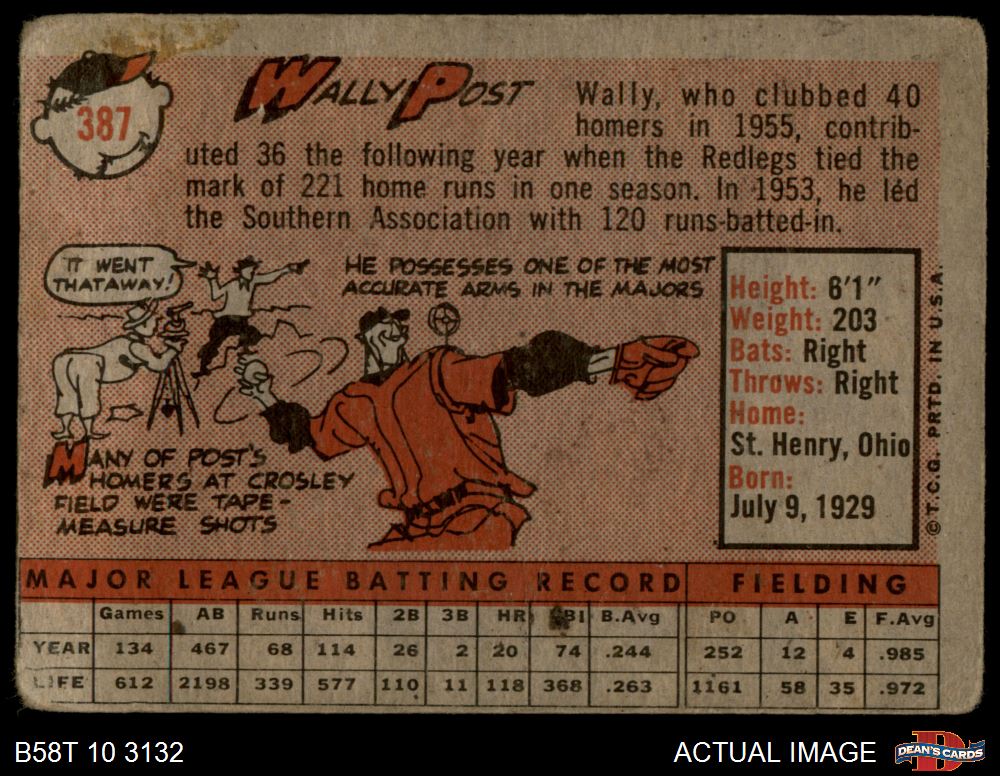 387
WALLY POST
Wally, who clubbed 40
homers in 1955, contrib-
uted 36 the following year when the Redlegs tied the
mark of 221 home runs in one season. In 1953, he led
the Southern Association with 120 runs-batted-in.
IT WENT
THATAWAY!
HE POSSESSES ONE OF THE MOST
ACCURATE ARMS IN THE MAJORS
MANY OF POST'S
HOMERS AT CROSLEY
FIELD WERE TAPE-
MEASURE SHOTS
Height: 6'1"
Weight: 203
Bats: Right
Throws: Right
Home:
St. Henry, Ohio
Born:
July 9, 1929
© T.C.G. PRTD. IN U.S.A.
MAJOR LEAGUE BATTING RECORD FIELDING
Games AB Runs Hits 2B 3B HR RBI B.Avg PO A E F.Avg
YEAR 134 467 68 114 26 2 20 74 .244 252 12 4 .985
LIFE 612 2198 339 577 110 11 118 368 .263 1161 58 35 .972
B58T 10 3132 ACTUAL IMAGE DEAN'S CARDS